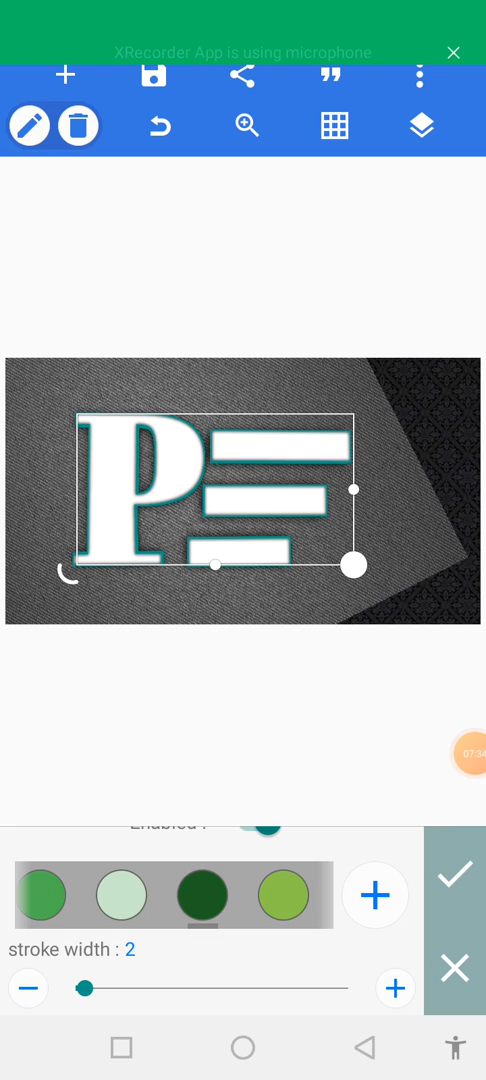 XRecorder App is using microphone
P
07:34
Enabled :
stroke width : 2